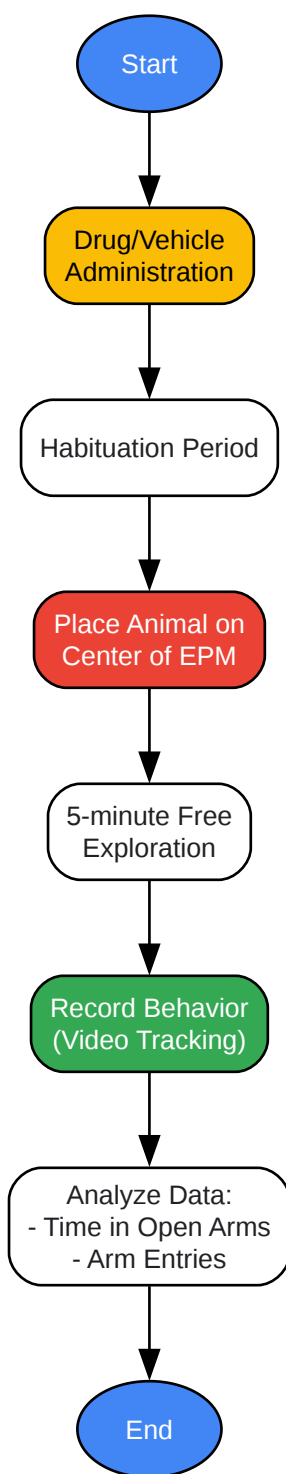 Start
Drug/Vehicle
Administration
Habituation Period
Place Animal on
Center of EPM
5-minute Free
Exploration
Record Behavior
(Video Tracking)
Analyze Data:
- Time in Open Arms
- Arm Entries
End